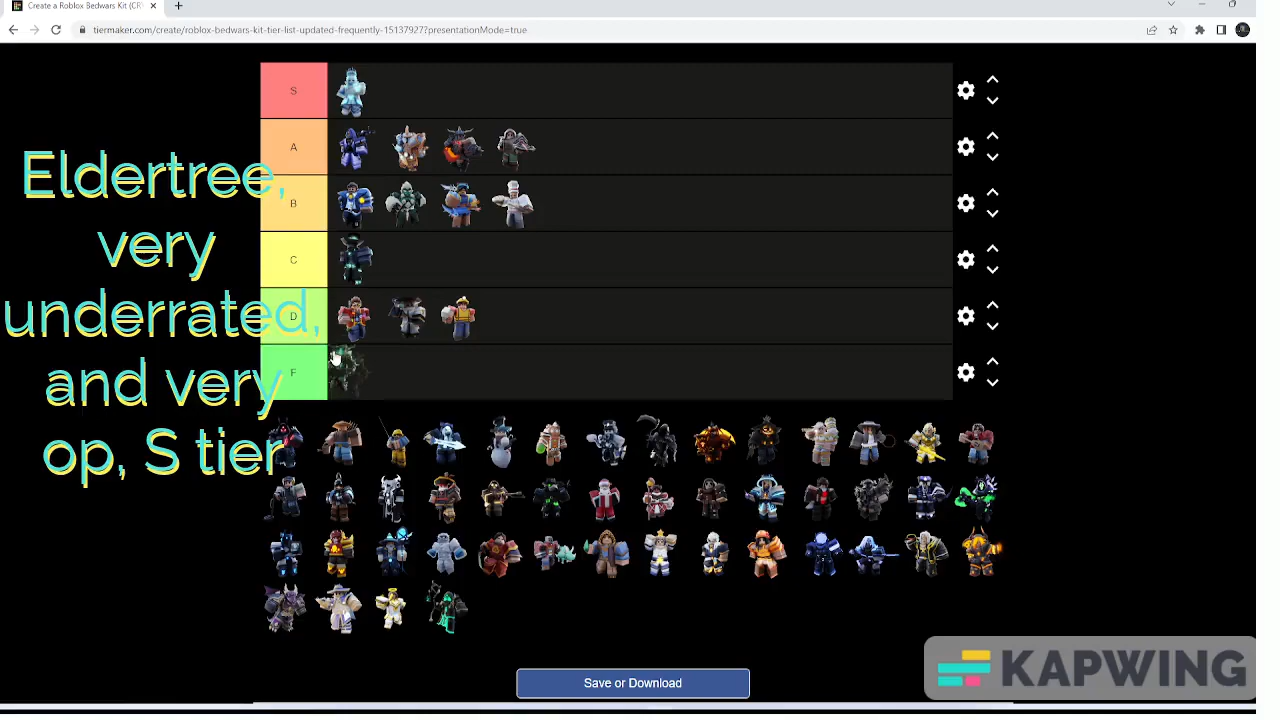 Create a Roblox Bedwars Kit (CR
tiermaker.com/create/roblox-bedwars-kit-tier-list-updated-frequently-15137927?presentationMode=true
S
A
B
C
D
F
Eldertree,
very
underrated,
and very
op, S tier
Save or Download
KAPWING